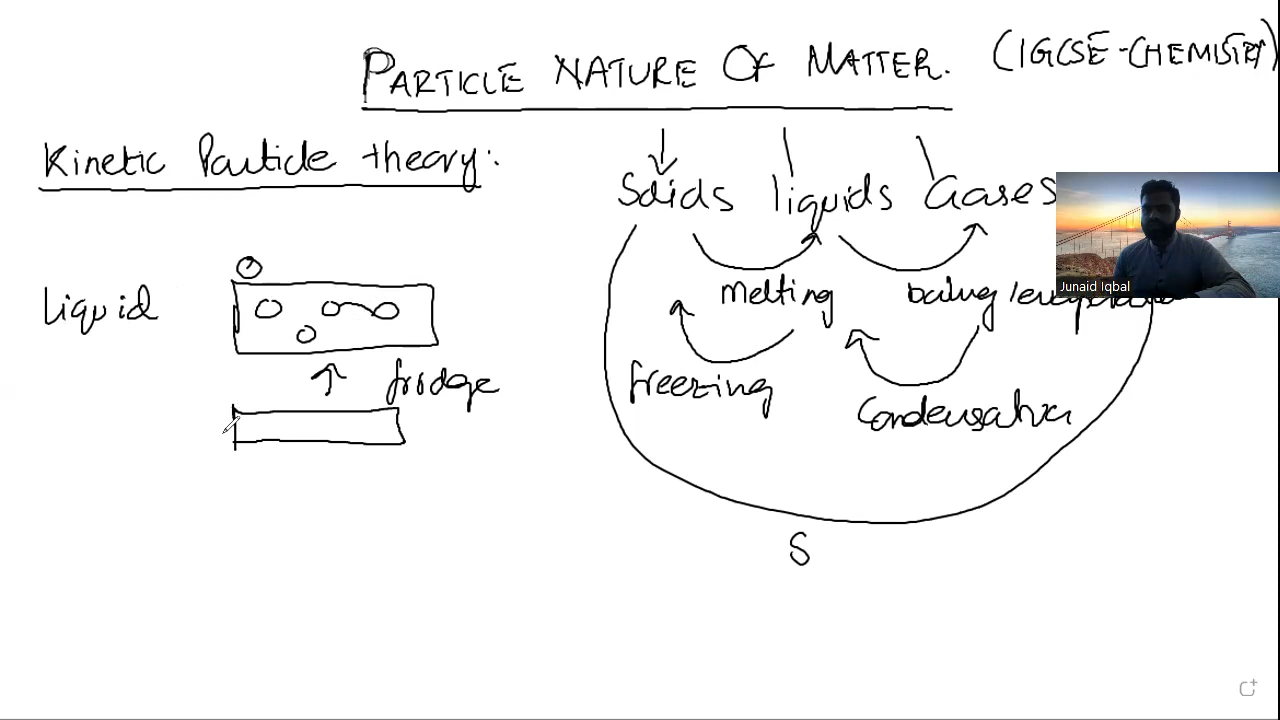 PARTICLE NATURE OF MATTER. (IGCSE-CHEMISTRY)
Kinetic Particle theory:
Solids liquids Gases
Junaid Iqbal
liquid
Melting
freezing
Condensation
fridge
S